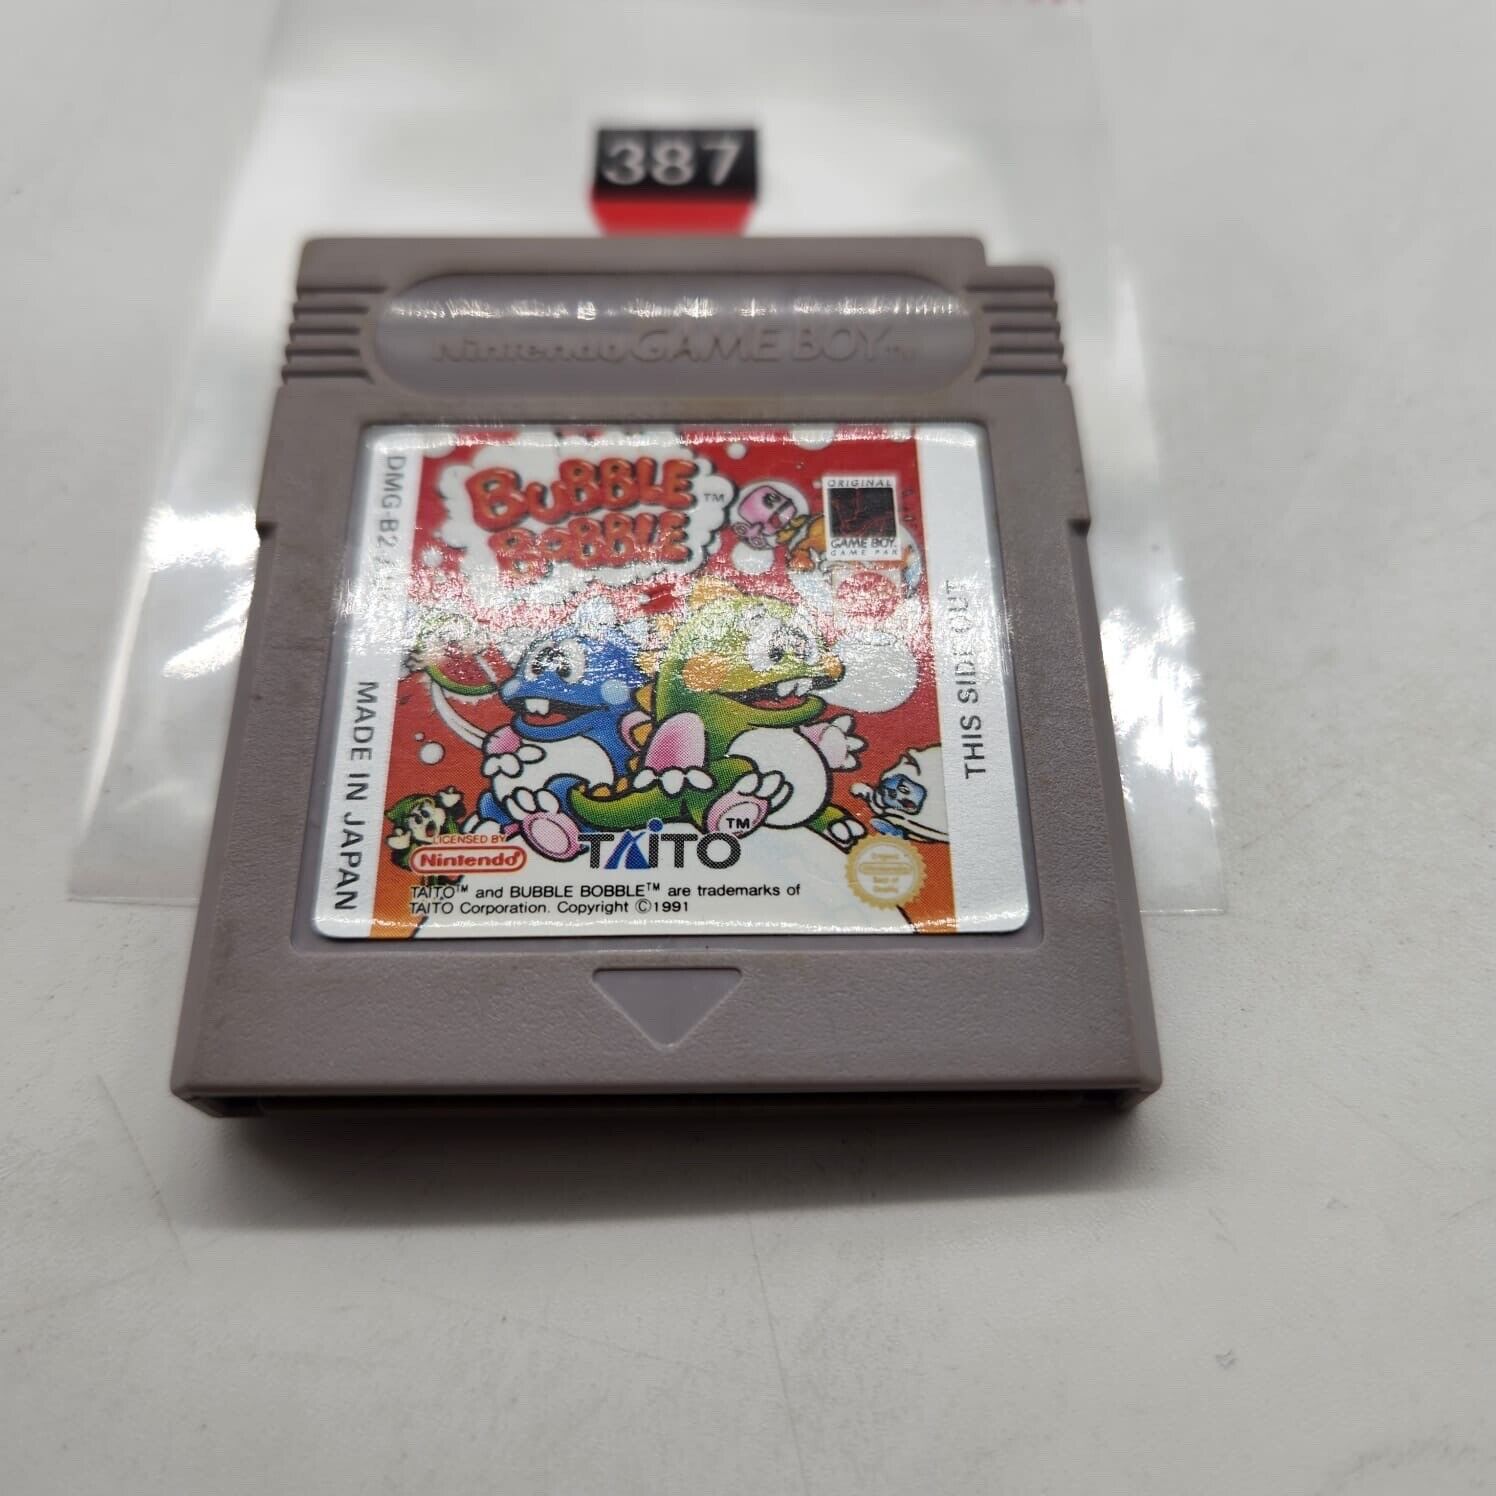 387
Nintendo GAME BOY TM
BUBBLE TM
BOBBLE
ORIGINAL
GAME BOY
GAME PAK
DMG-B2
MADE IN JAPAN
THIS SIDE OUT
LICENSED BY
Nintendo
TAITO TM
TAITO™ and BUBBLE BOBBLE™ are trademarks of
TAITO Corporation. Copyright ©1991